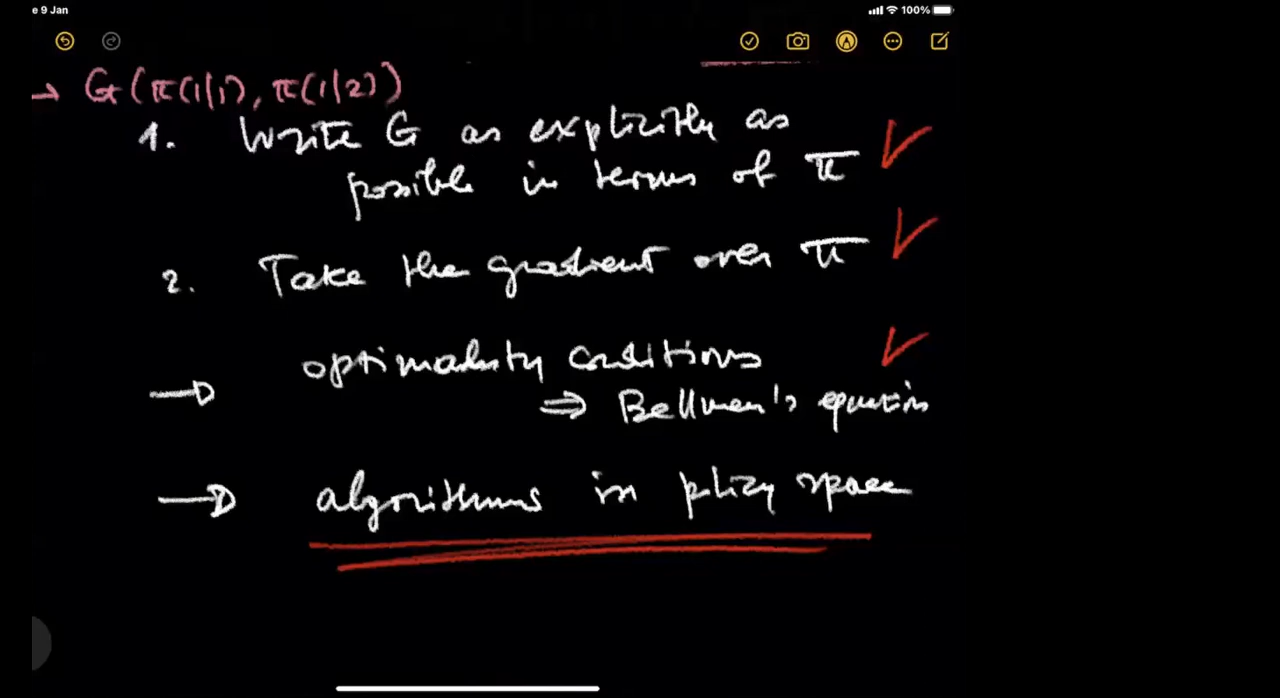 e 9 Jan
100%
→ G(π(1|1), π(1|2))
1. Write G as explicitly as
possible in terms of π ✓
2. Take the gradient over π ✓
→ optimality conditions ✓
⇒ Bellman's equations
→ algorithms in policy space